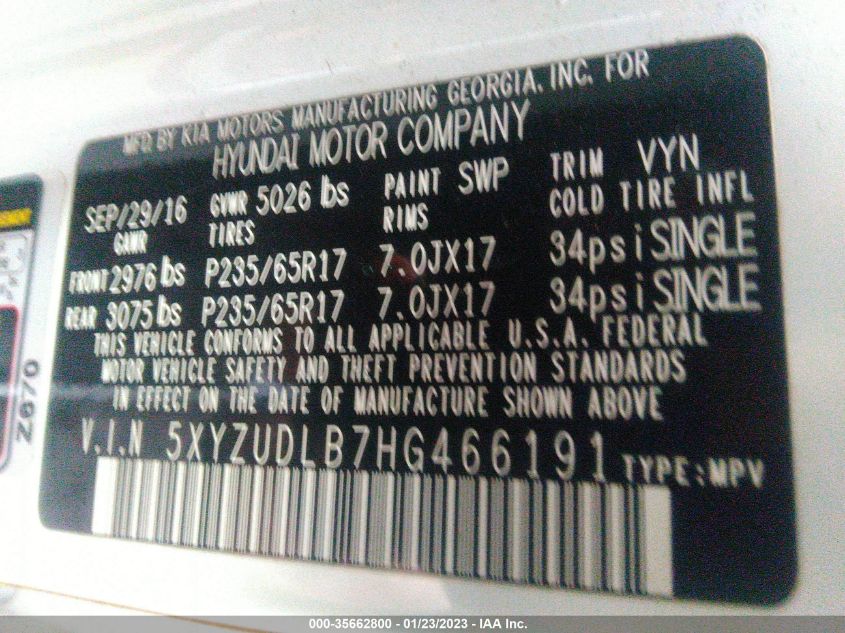 MFD BY KIA MOTORS MANUFACTURING GEORGIA, INC. FOR
HYUNDAI MOTOR COMPANY
SEP/29/16 GVWR 5026 lbs PAINT SWP TRIM VYN
GAWR TIRES RIMS COLD TIRE INFL
FRONT 2976 lbs P235/65R17 7.0JX17 34psi SINGLE
REAR 3075 lbs P235/65R17 7.0JX17 34psi SINGLE
THIS VEHICLE CONFORMS TO ALL APPLICABLE U.S.A. FEDERAL
MOTOR VEHICLE SAFETY AND THEFT PREVENTION STANDARDS
IN EFFECT ON THE DATE OF MANUFACTURE SHOWN ABOVE
V.I.N 5XYZUDLB7HG466191 TYPE:MPV
Z670
000-35662800 - 01/23/2023 - IAA Inc.